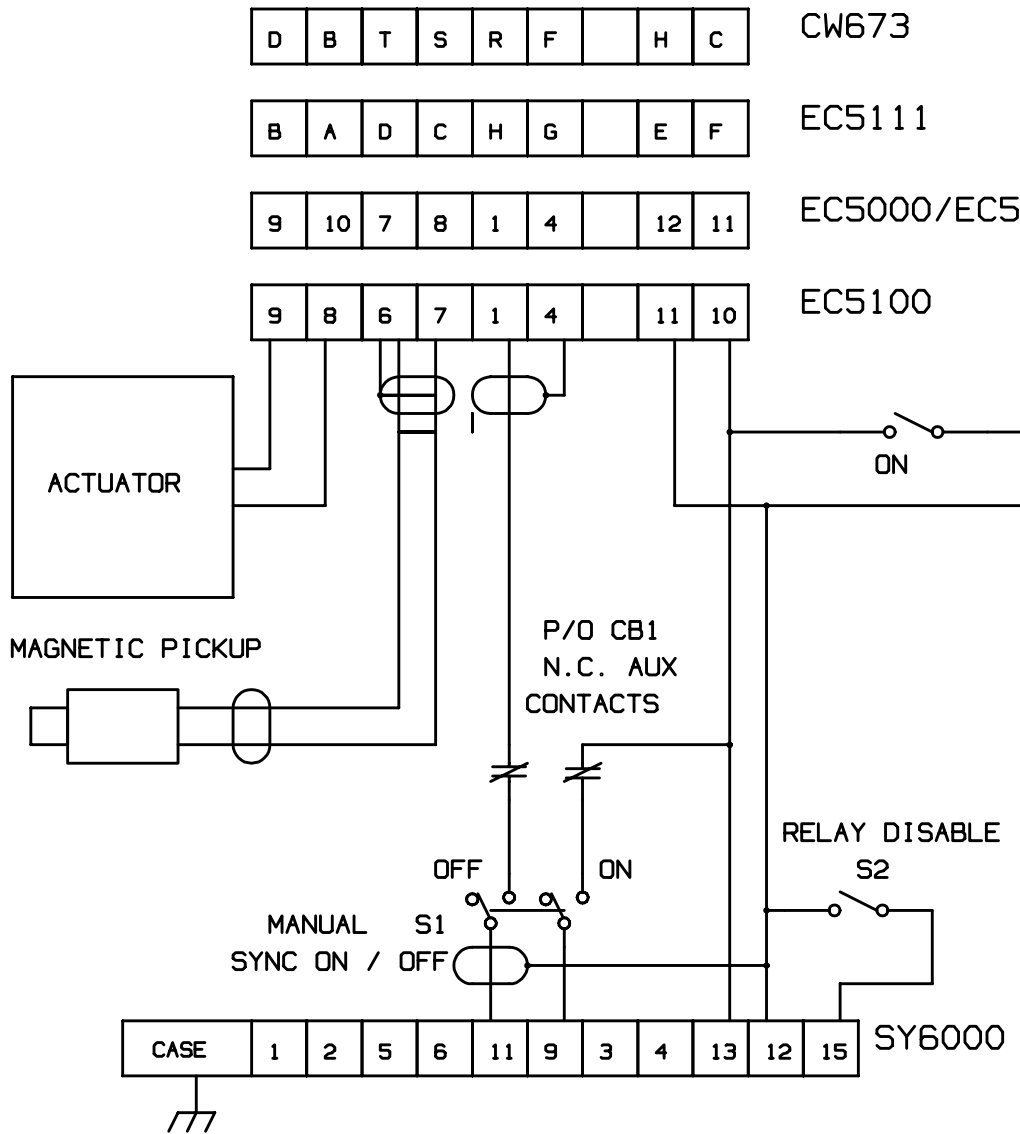 D B T S R F H C CW673
B A D C H G E F EC5111
9 10 7 8 1 4 12 11 EC5000/EC5
9 8 6 7 1 4 11 10 EC5100
ON
ACTUATOR
MAGNETIC PICKUP
P/O CB1
N.C. AUX
CONTACTS
RELAY DISABLE
S2
OFF ON
MANUAL S1
SYNC ON / OFF
CASE 1 2 5 6 11 9 3 4 13 12 15 SY6000